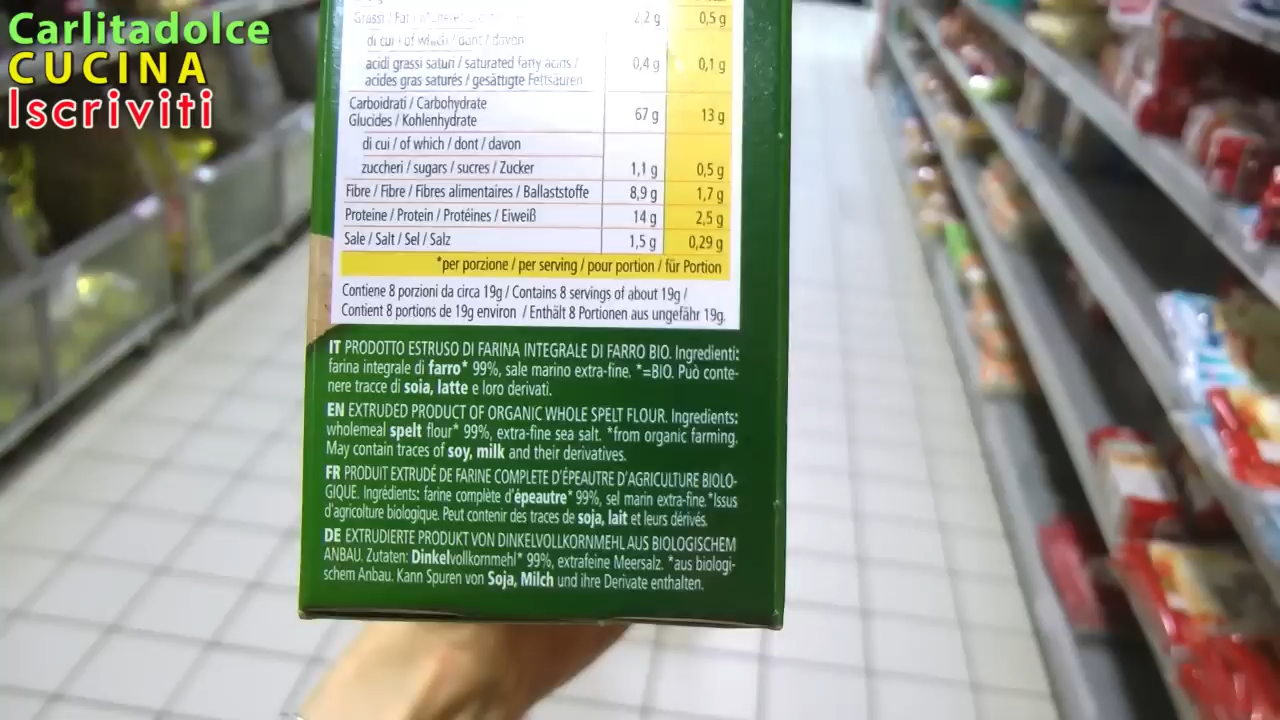 Carlitadolce
CUCINA
Iscriviti
Grassi / Fat / 2,2 g 0,5 g
di cui / of which / dont / davon
acidi grassi saturi / saturated fatty acids / 0,4 g 0,1 g
acides gras saturés / gesättigte Fettsäuren
Carboidrati / Carbohydrate
Glucides / Kohlenhydrate 67 g 13 g
di cui / of which / dont / davon
zuccheri / sugars / sucres / Zucker 1,1 g 0,5 g
Fibre / Fibre / Fibres alimentaires / Ballaststoffe 8,9 g 1,7 g
Proteine / Protein / Protéines / Eiweiß 14 g 2,5 g
Sale / Salt / Sel / Salz 1,5 g 0,29 g
*per porzione / per serving / pour portion / für Portion
Contiene 8 porzioni da circa 19g / Contains 8 servings of about 19g /
Contient 8 portions de 19g environ / Enthält 8 Portionen aus ungefähr 19g.
IT PRODOTTO ESTRUSO DI FARINA INTEGRALE DI FARRO BIO. Ingredienti:
farina integrale di farro* 99%, sale marino extra-fine. *=BIO. Può conte-
nere tracce di soia, latte e loro derivati.
EN EXTRUDED PRODUCT OF ORGANIC WHOLE SPELT FLOUR. Ingredients:
wholemeal spelt flour* 99%, extra-fine sea salt. *from organic farming.
May contain traces of soy, milk and their derivatives.
FR PRODUIT EXTRUDÉ DE FARINE COMPLETE D'ÉPEAUTRE D'AGRICULTURE BIOLO-
GIQUE. Ingrédients: farine complète d'épeautre* 99%, sel marin extra-fine.*Issus
d'agricolture biologique. Peut contenir des traces de soja, lait et leurs dérivés.
DE EXTRUDIERTE PRODUKT VON DINKELVOLLKORNMEHL AUS BIOLOGISCHEM
ANBAU. Zutaten: Dinkelvollkornmehl* 99%, extrafeine Meersalz. *aus biologi-
schem Anbau. Kann Spuren von Soja, Milch und ihre Derivate enthalten.